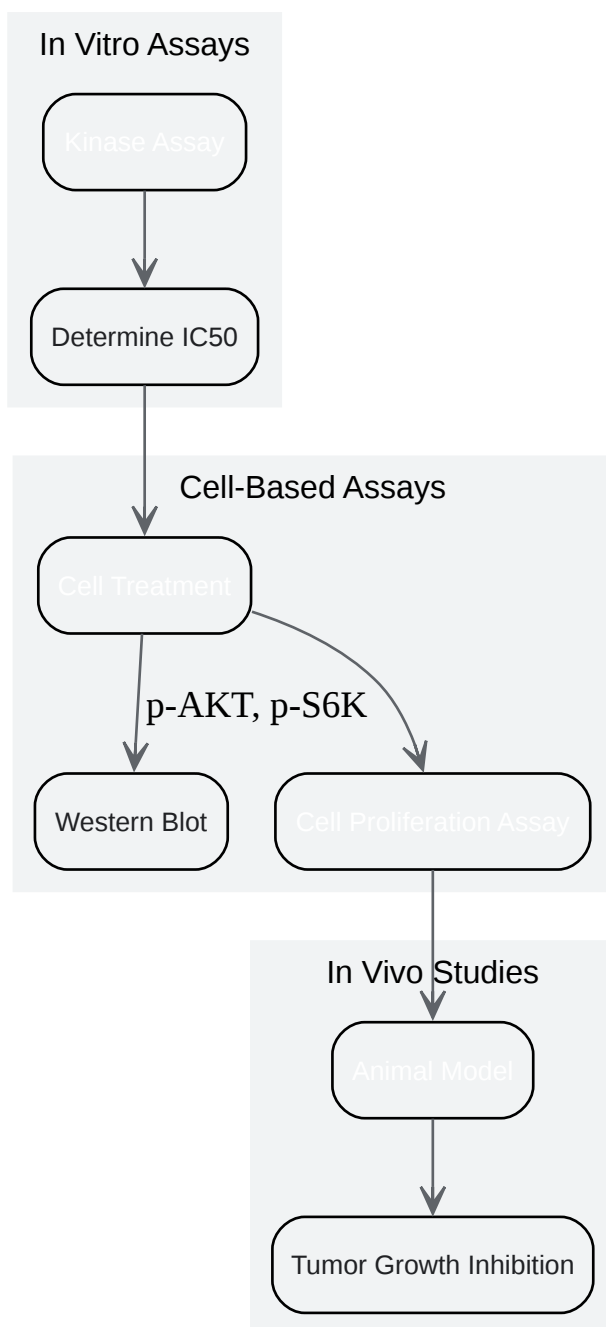 In Vitro Assays
Kinase Assay
Determine IC50
Cell-Based Assays
Cell Treatment
p-AKT, p-S6K
Western Blot
Cell Proliferation Assay
In Vivo Studies
Animal Model
Tumor Growth Inhibition